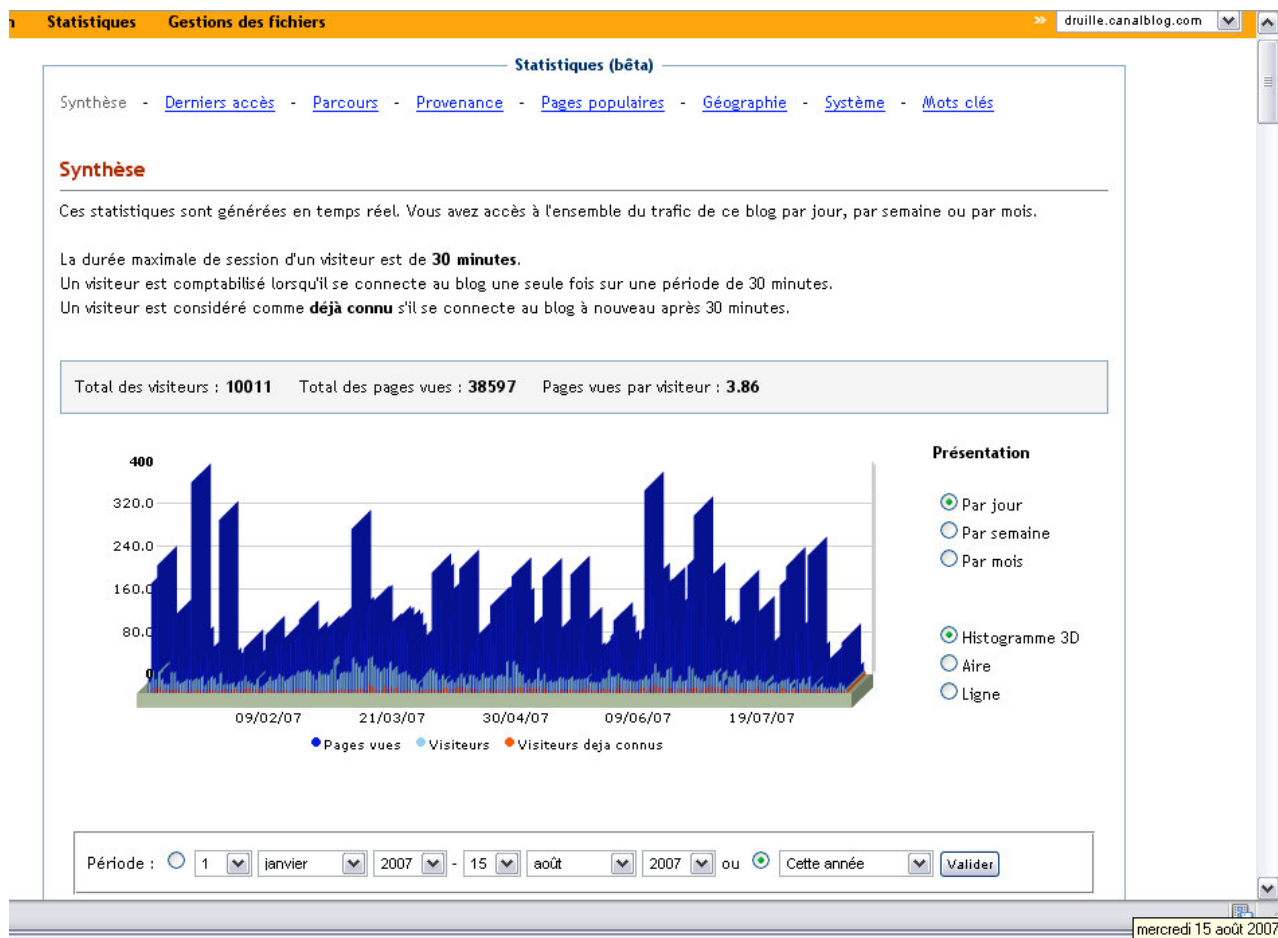 Statistiques Gestions des fichiers » druille.canalblog.com
Statistiques (bêta)
Synthèse - Derniers accès - Parcours - Provenance - Pages populaires - Géographie - Système - Mots clés
Synthèse
Ces statistiques sont générées en temps réel. Vous avez accès à l'ensemble du trafic de ce blog par jour, par semaine ou par mois.
La durée maximale de session d'un visiteur est de 30 minutes.
Un visiteur est comptabilisé lorsqu'il se connecte au blog une seule fois sur une période de 30 minutes.
Un visiteur est considéré comme déjà connu s'il se connecte au blog à nouveau après 30 minutes.
Total des visiteurs : 10011 Total des pages vues : 38597 Pages vues par visiteur : 3.86
400
320.0
240.0
160.0
80.0
0
09/02/07 21/03/07 30/04/07 09/06/07 19/07/07
Pages vues Visiteurs Visiteurs deja connus
Présentation
Par jour
Par semaine
Par mois
Histogramme 3D
Aire
Ligne
Période : 1 janvier 2007 - 15 août 2007 ou Cette année Valider
mercredi 15 août 2007